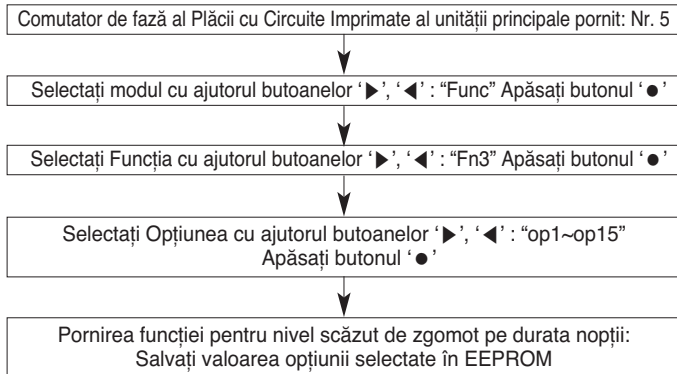 Comutator de fază al Plăcii cu Circuite Imprimate al unității principale pornit: Nr. 5
Selectați modul cu ajutorul butoanelor ‘▶’, ‘◀’ : “Func” Apăsați butonul ‘●’
Selectați Funcția cu ajutorul butoanelor ‘▶’, ‘◀’ : “Fn3” Apăsați butonul ‘●’
Selectați Opțiunea cu ajutorul butoanelor ‘▶’, ‘◀’ : “op1~op15”
Apăsați butonul ‘●’
Pornirea funcției pentru nivel scăzut de zgomot pe durata nopții:
Salvați valoarea opțiunii selectate în EEPROM